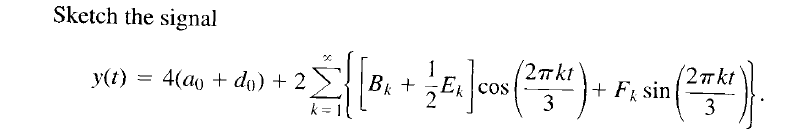 Sketch the signal
y(t) = 4(a₀ + d₀) + 2 ∑_{k=1}^{∞} { [ Bₖ + 1/2 Eₖ ] cos (2πkt/3) + Fₖ sin (2πkt/3) }.